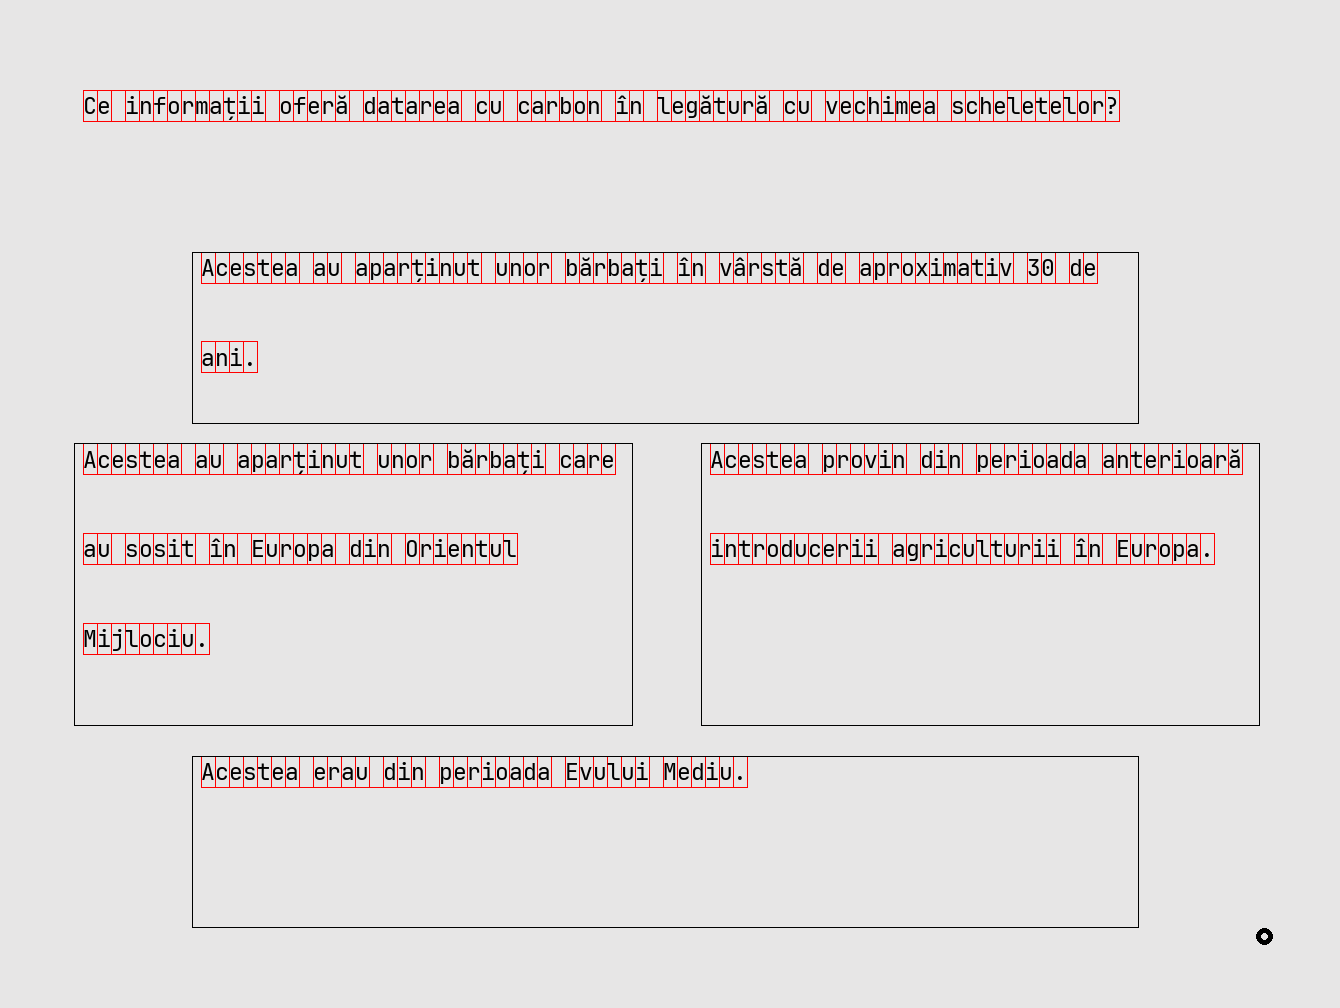 Ce informații oferă datarea cu carbon în legătură cu vechimea scheletelor?
Acestea au aparținut unor bărbați în vârstă de aproximativ 30 de
ani.
Acestea au aparținut unor bărbați care
au sosit în Europa din Orientul
Mijlociu.
Acestea provin din perioada anterioară
introducerii agriculturii în Europa.
Acestea erau din perioada Evului Mediu.